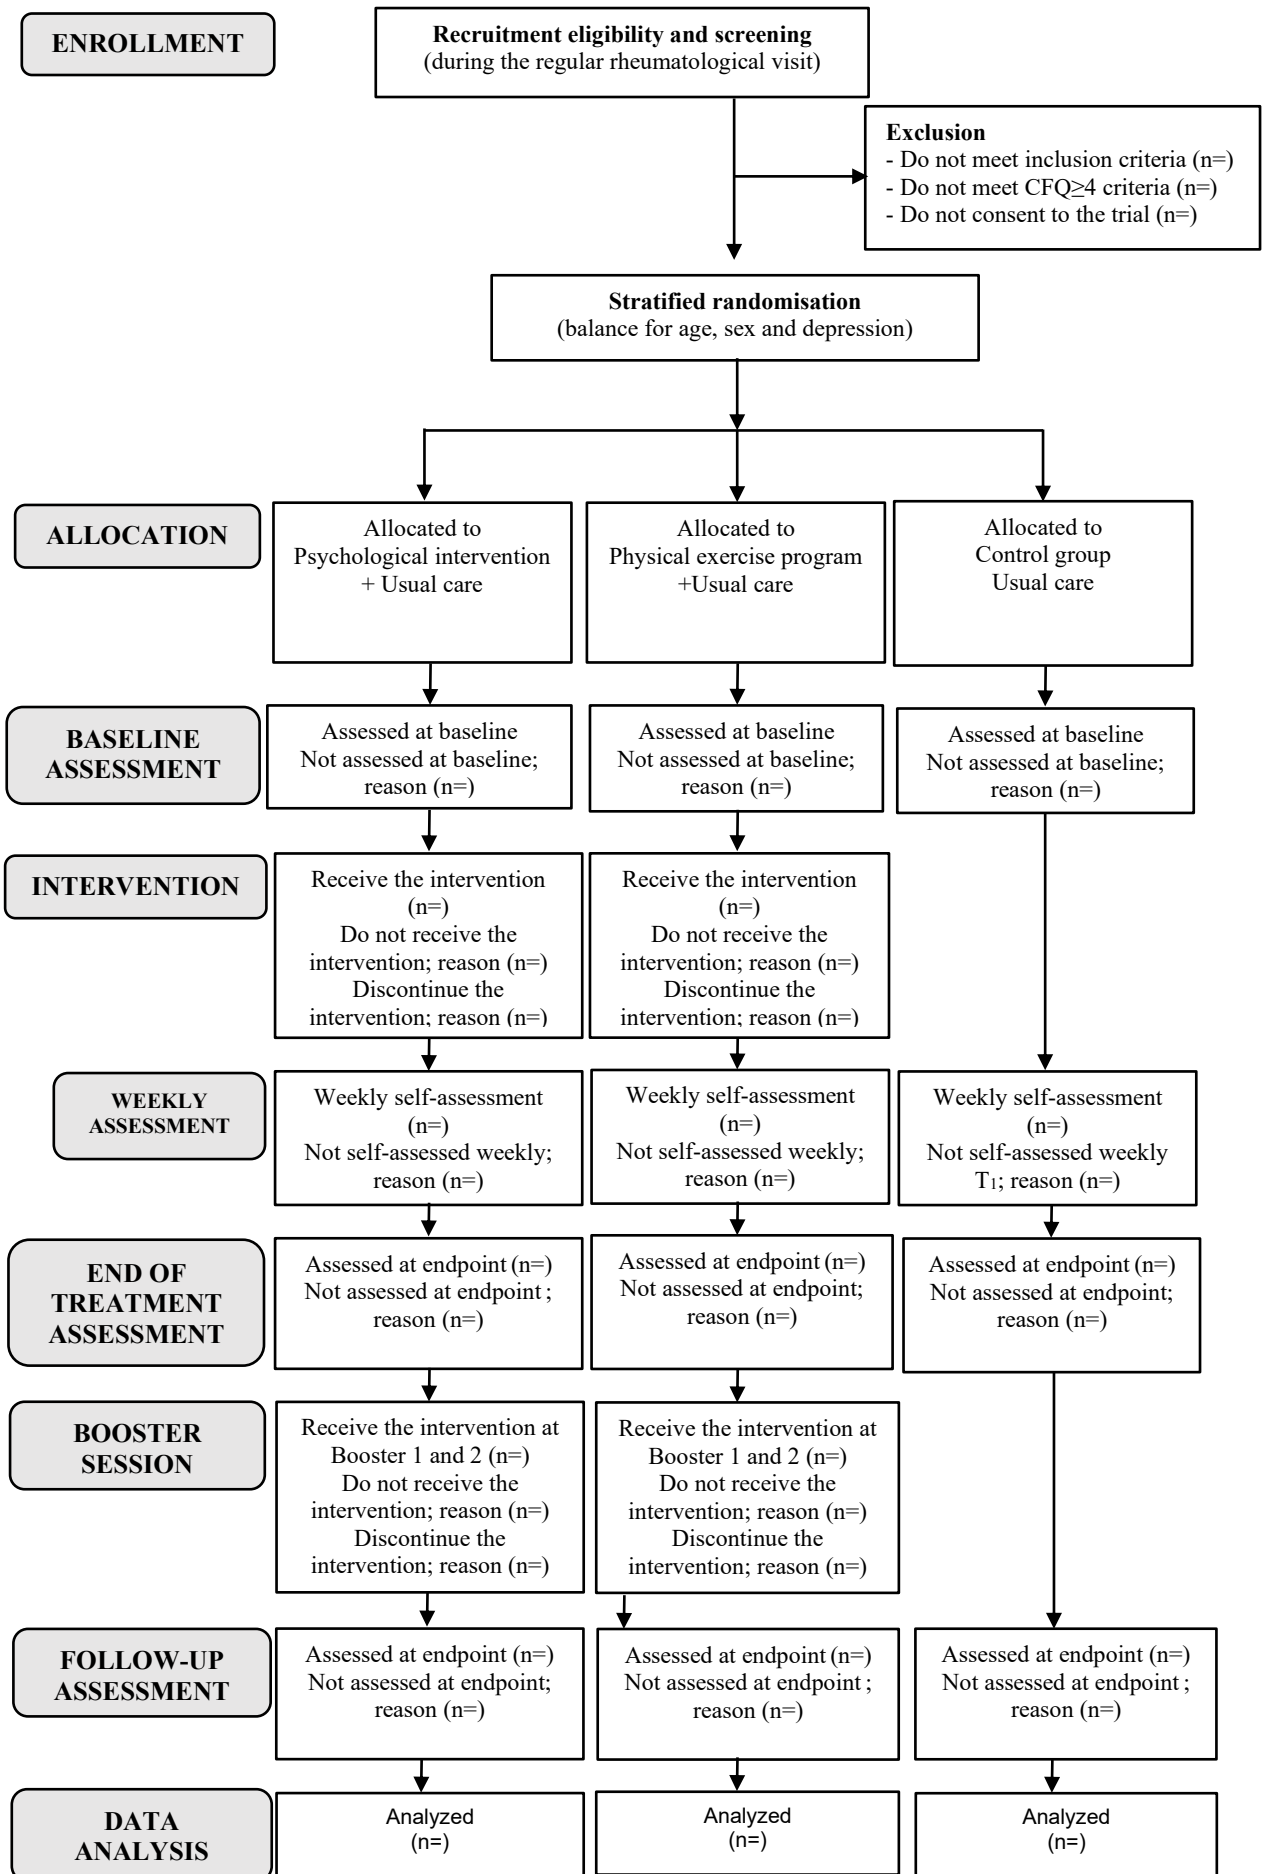 ENROLLMENT
Recruitment eligibility and screening
(during the regular rheumatological visit)
Exclusion
- Do not meet inclusion criteria (n=)
- Do not meet CFQ≥4 criteria (n=)
- Do not consent to the trial (n=)
Stratified randomisation
(balance for age, sex and depression)
ALLOCATION
Allocated to
Psychological intervention
+ Usual care
Allocated to
Physical exercise program
+Usual care
Allocated to
Control group
Usual care
BASELINE
ASSESSMENT
Assessed at baseline
Not assessed at baseline;
reason (n=)
Assessed at baseline
Not assessed at baseline;
reason (n=)
Assessed at baseline
Not assessed at baseline;
reason (n=)
INTERVENTION
Receive the intervention
(n=)
Do not receive the
intervention; reason (n=)
Discontinue the
intervention; reason (n=)
Receive the intervention
(n=)
Do not receive the
intervention; reason (n=)
Discontinue the
intervention; reason (n=)
WEEKLY
ASSESSMENT
Weekly self-assessment
(n=)
Not self-assessed weekly;
reason (n=)
Weekly self-assessment
(n=)
Not self-assessed weekly;
reason (n=)
Weekly self-assessment
(n=)
Not self-assessed weekly
T1; reason (n=)
END OF
TREATMENT
ASSESSMENT
Assessed at endpoint (n=)
Not assessed at endpoint ;
reason (n=)
Assessed at endpoint (n=)
Not assessed at endpoint;
reason (n=)
Assessed at endpoint (n=)
Not assessed at endpoint;
reason (n=)
BOOSTER
SESSION
Receive the intervention at
Booster 1 and 2 (n=)
Do not receive the
intervention; reason (n=)
Discontinue the
intervention; reason (n=)
Receive the intervention at
Booster 1 and 2 (n=)
Do not receive the
intervention; reason (n=)
Discontinue the
intervention; reason (n=)
FOLLOW-UP
ASSESSMENT
Assessed at endpoint (n=)
Not assessed at endpoint;
reason (n=)
Assessed at endpoint (n=)
Not assessed at endpoint ;
reason (n=)
Assessed at endpoint (n=)
Not assessed at endpoint ;
reason (n=)
DATA
ANALYSIS
Analyzed
(n=)
Analyzed
(n=)
Analyzed
(n=)